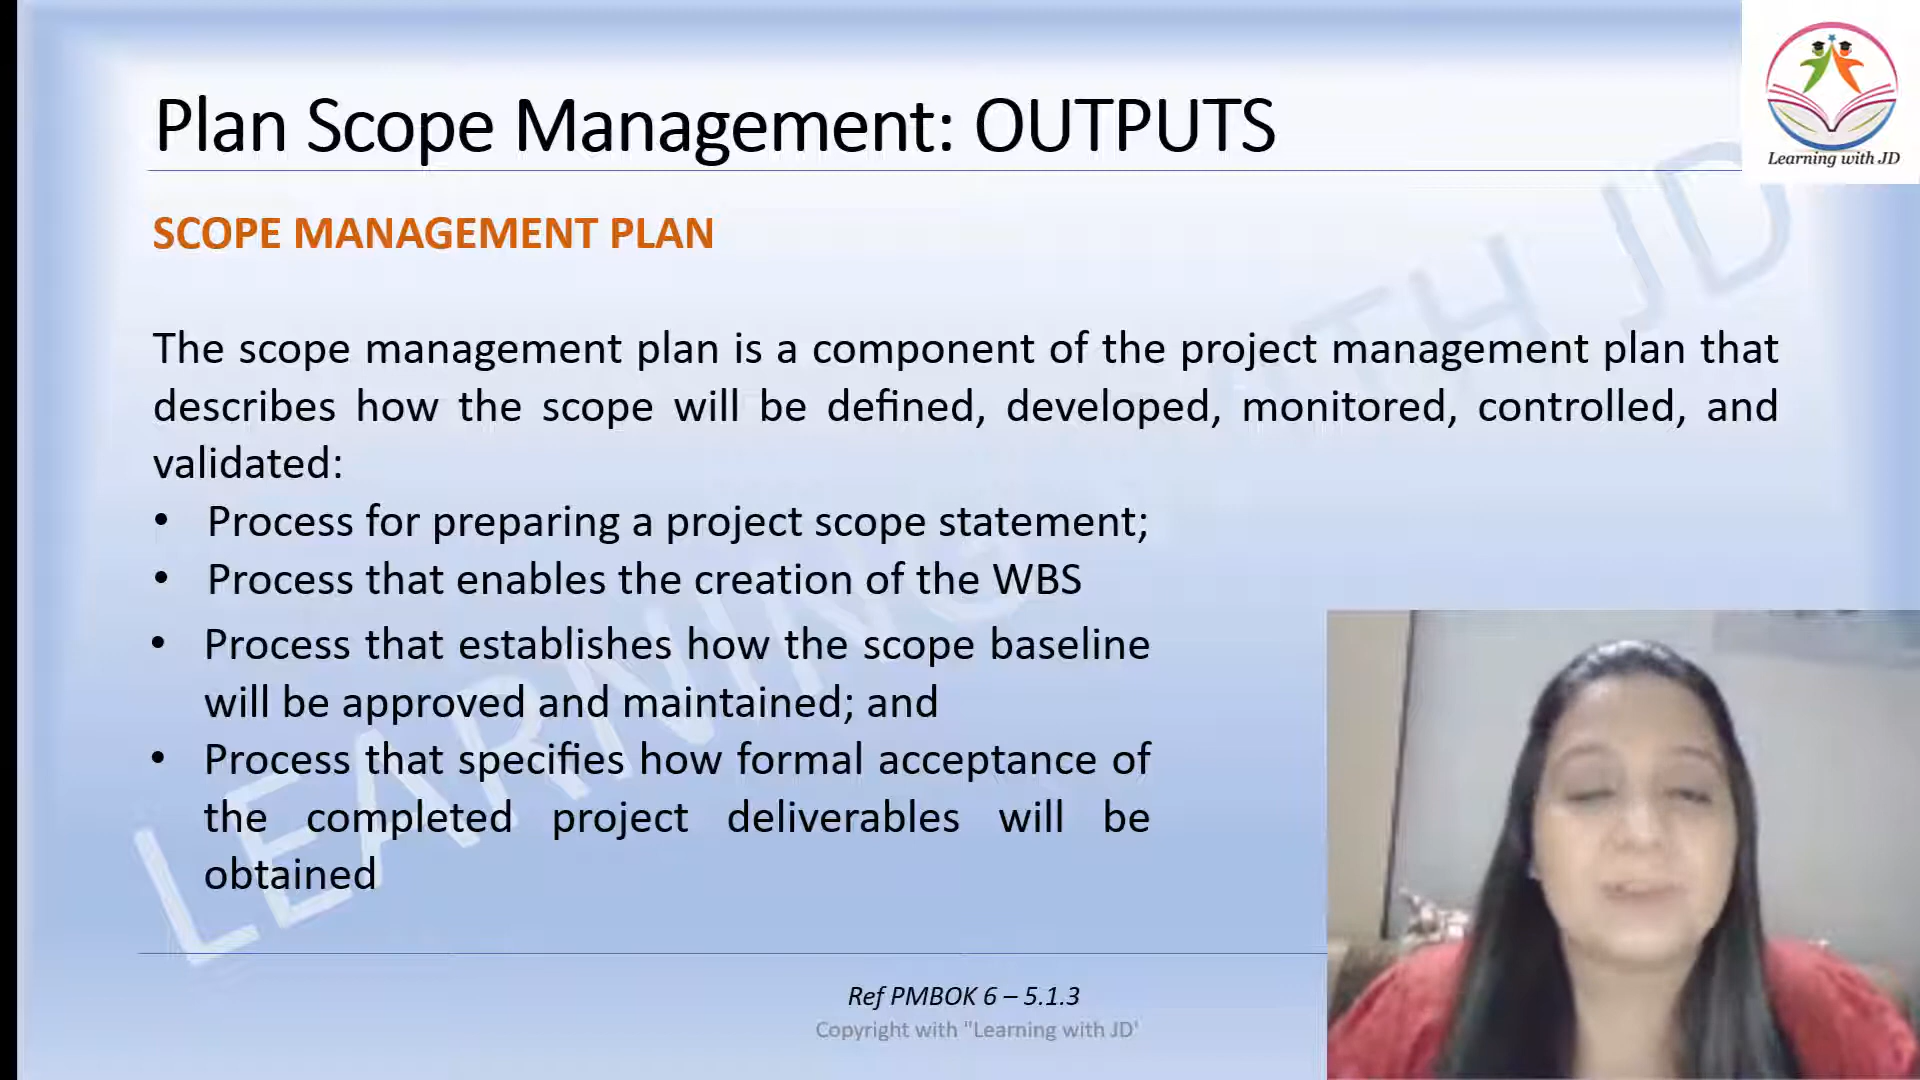 Plan Scope Management: OUTPUTS
Learning with JD
SCOPE MANAGEMENT PLAN
The scope management plan is a component of the project management plan that
describes how the scope will be defined, developed, monitored, controlled, and
validated:
• Process for preparing a project scope statement;
• Process that enables the creation of the WBS
• Process that establishes how the scope baseline
will be approved and maintained; and
• Process that specifies how formal acceptance of
the completed project deliverables will be
obtained
LEARNING WITH JD
Ref PMBOK 6 – 5.1.3
Copyright with "Learning with JD'